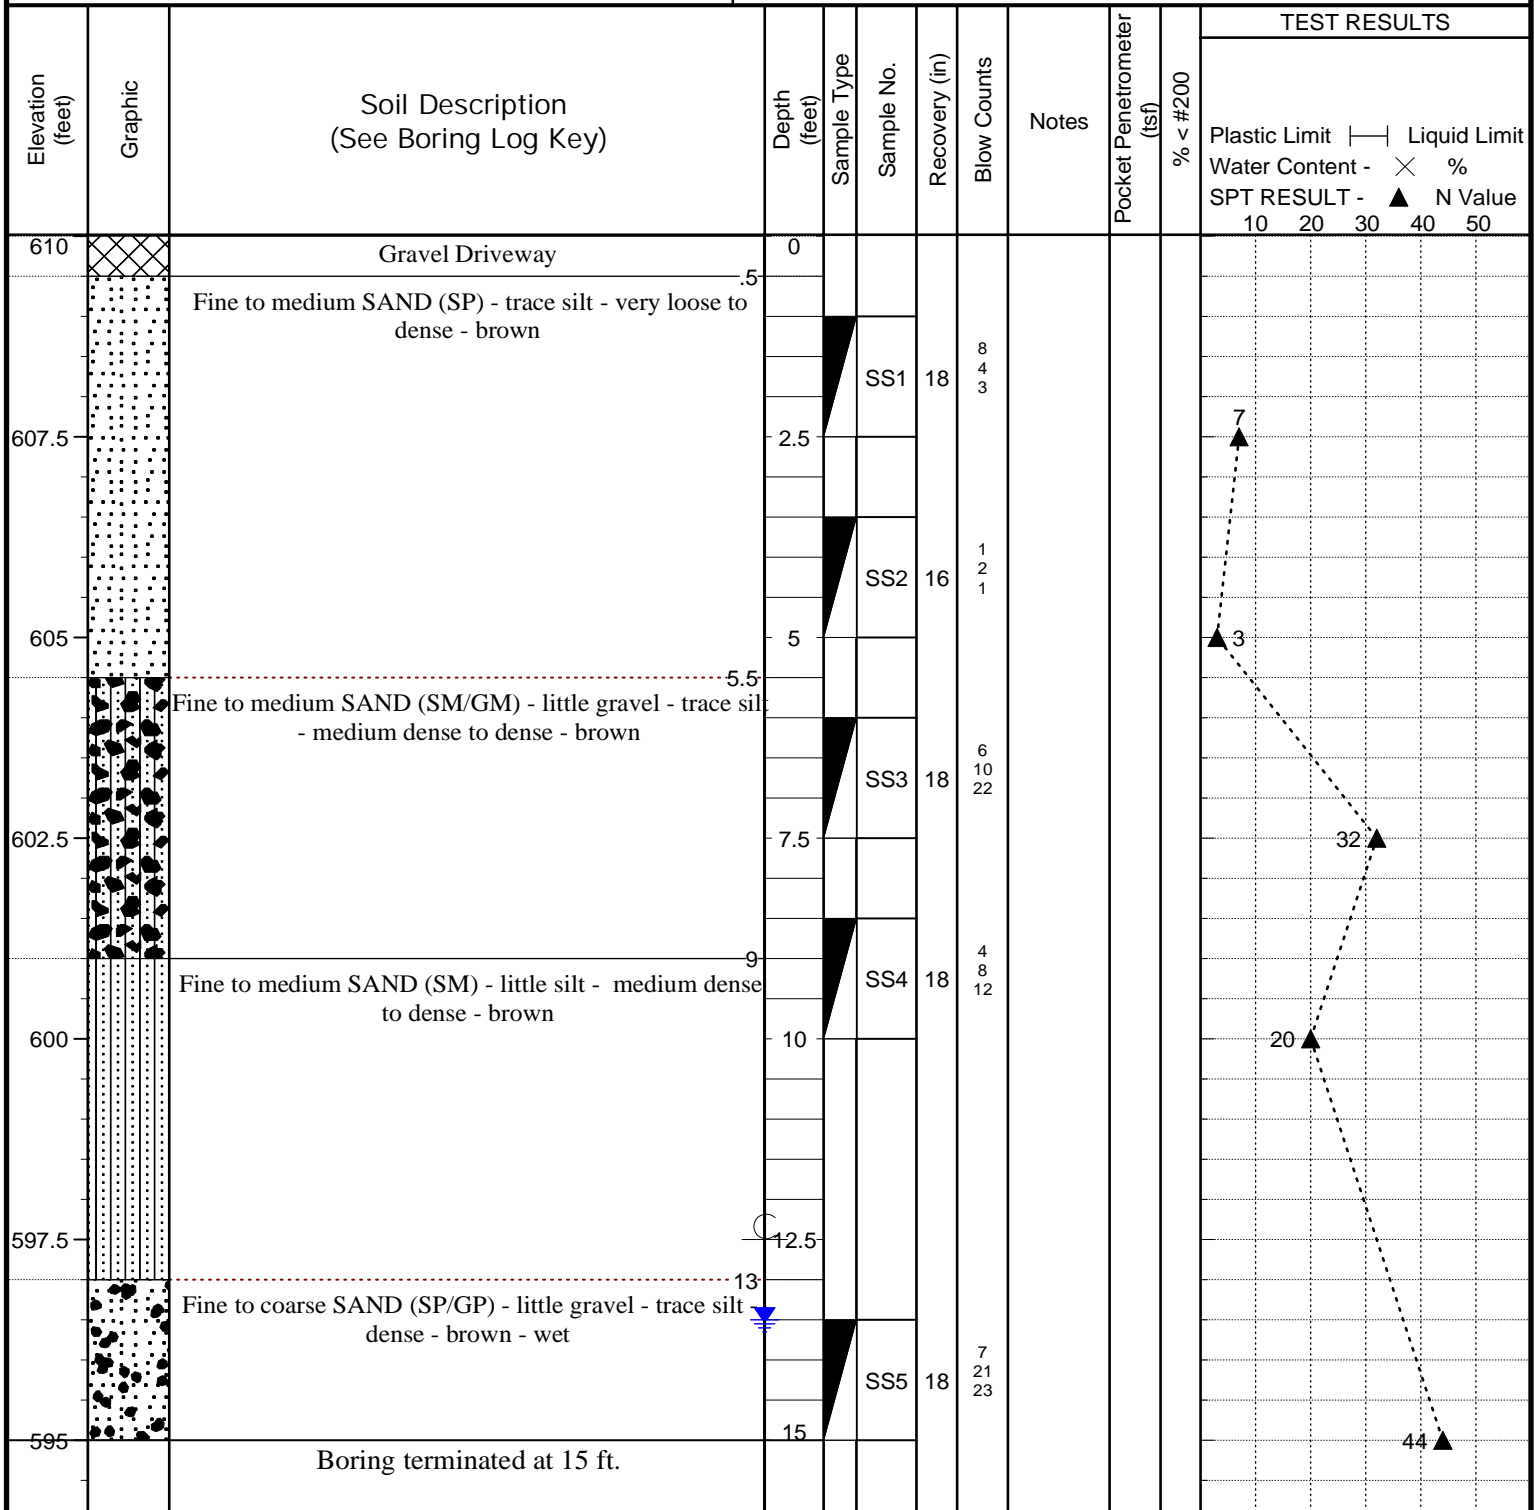 TEST RESULTS
Elevation
(feet)
Graphic
Soil Description
(See Boring Log Key)
Depth
(feet)
Sample Type
Sample No.
Recovery (in)
Blow Counts
Notes
Pocket Penetrometer
(tsf)
% < #200
Plastic Limit Liquid Limit
Water Content - %
SPT RESULT - N Value
10 20 30 40 50
610 Gravel Driveway 0
.5
Fine to medium SAND (SP) - trace silt - very loose to
dense - brown
8
SS1 18 4
3
7
607.5 2.5
1
SS2 16 2
1
605 5 3
5.5
Fine to medium SAND (SM/GM) - little gravel - trace silt
- medium dense to dense - brown
6
SS3 18 10
22
602.5 7.5 32
9
4
Fine to medium SAND (SM) - little silt - medium dense
SS4 18 8
12
to dense - brown
600 10 20
C
597.5 12.5
13
Fine to coarse SAND (SP/GP) - little gravel - trace silt -
dense - brown - wet
7
SS5 18 21
23
595 15 44
Boring terminated at 15 ft.